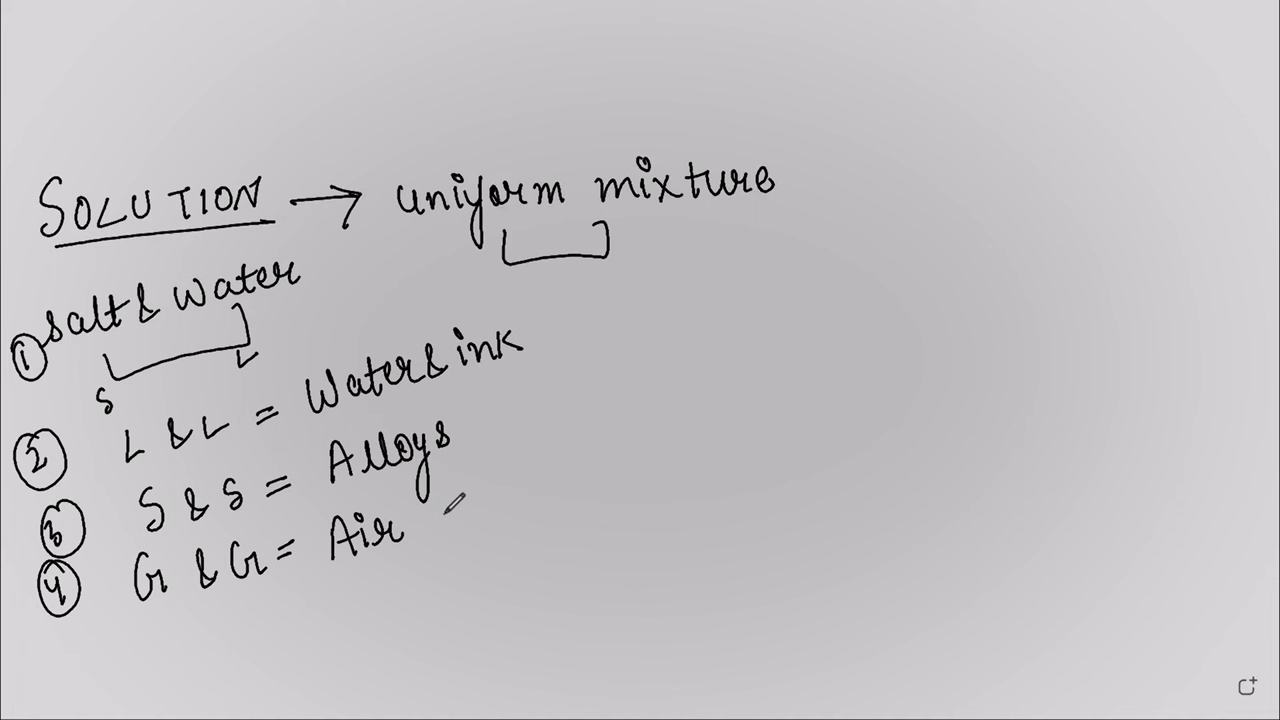 SOLUTION → uniform mixture
① salt & water
S L
② L & L = Water & ink
③ S & S = Alloys
④ G & G = Air